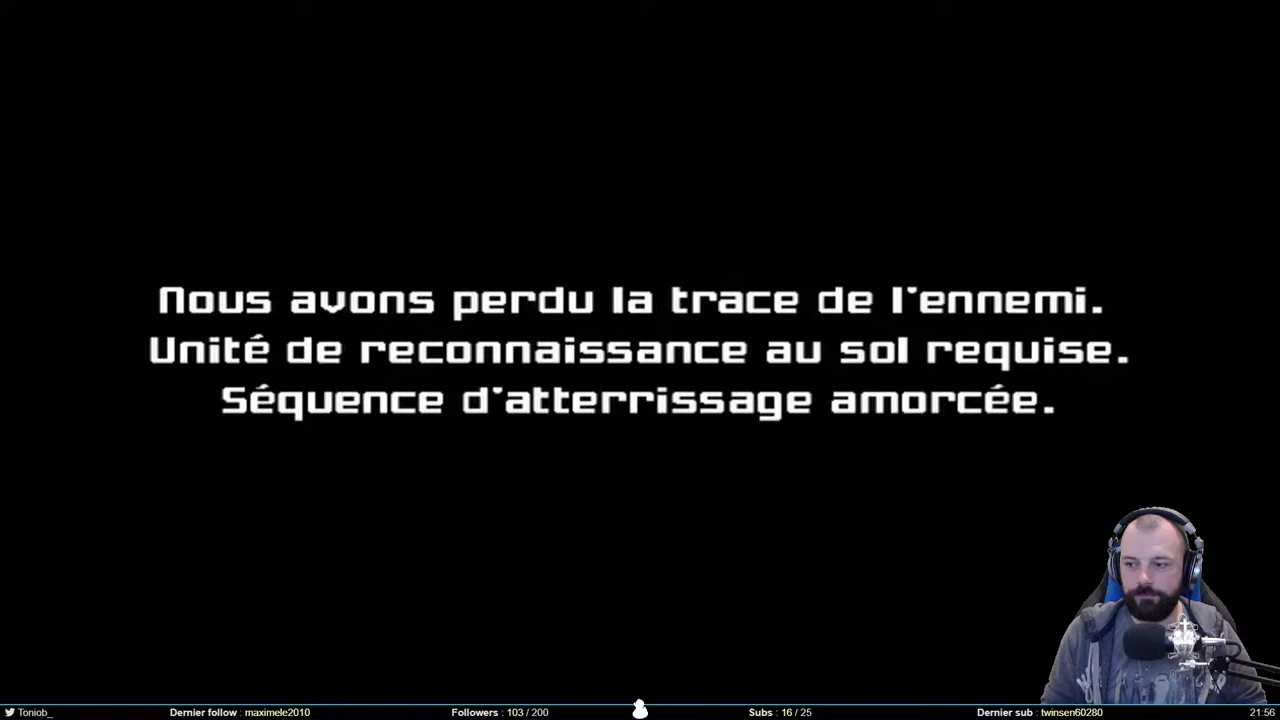 Nous avons perdu la trace de l'ennemi.
Unité de reconnaissance au sol requise.
Séquence d'atterrissage amorcée.
Toniob_ Dernier follow : maximele2010 Followers : 103 / 200 Subs : 16 / 25 Dernier sub : twinsen60280 21:56